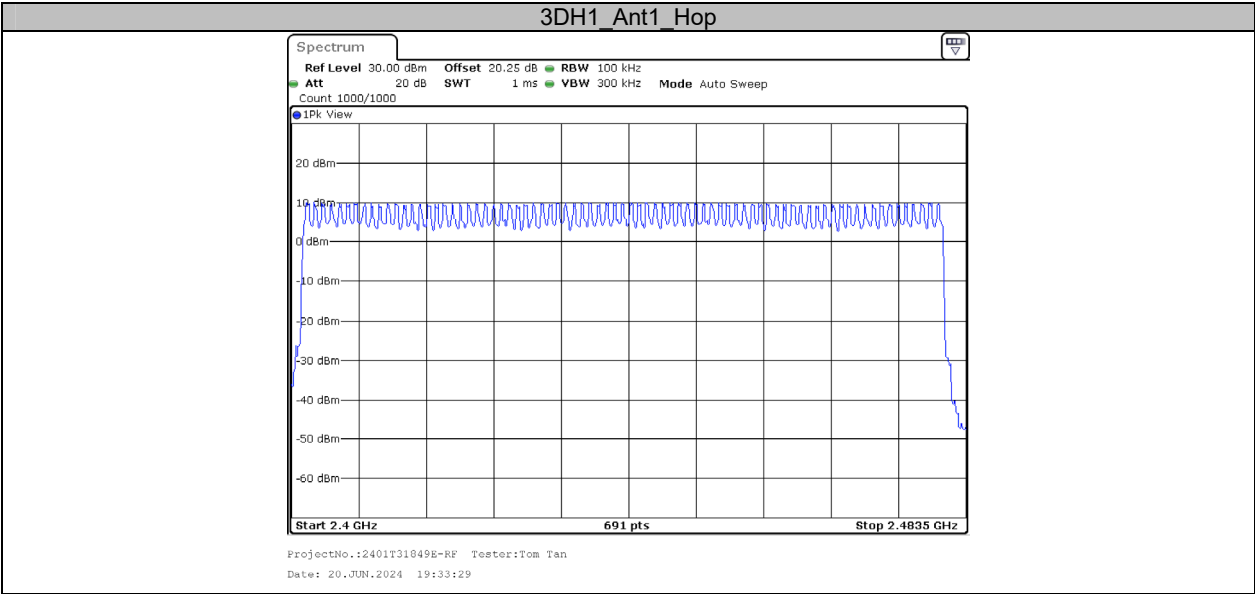 3DH1_Ant1_Hop
Spectrum
Ref Level 30.00 dBm Offset 20.25 dB RBW 100 kHz
Att 20 dB SWT 1 ms VBW 300 kHz Mode Auto Sweep
Count 1000/1000
1Pk View
20 dBm
10 dBm
0 dBm
-10 dBm
-20 dBm
-30 dBm
-40 dBm
-50 dBm
-60 dBm
Start 2.4 GHz 691 pts Stop 2.4835 GHz
ProjectNo.:2401T31849E-RF Tester:Tom Tan
Date: 20.JUN.2024 19:33:29